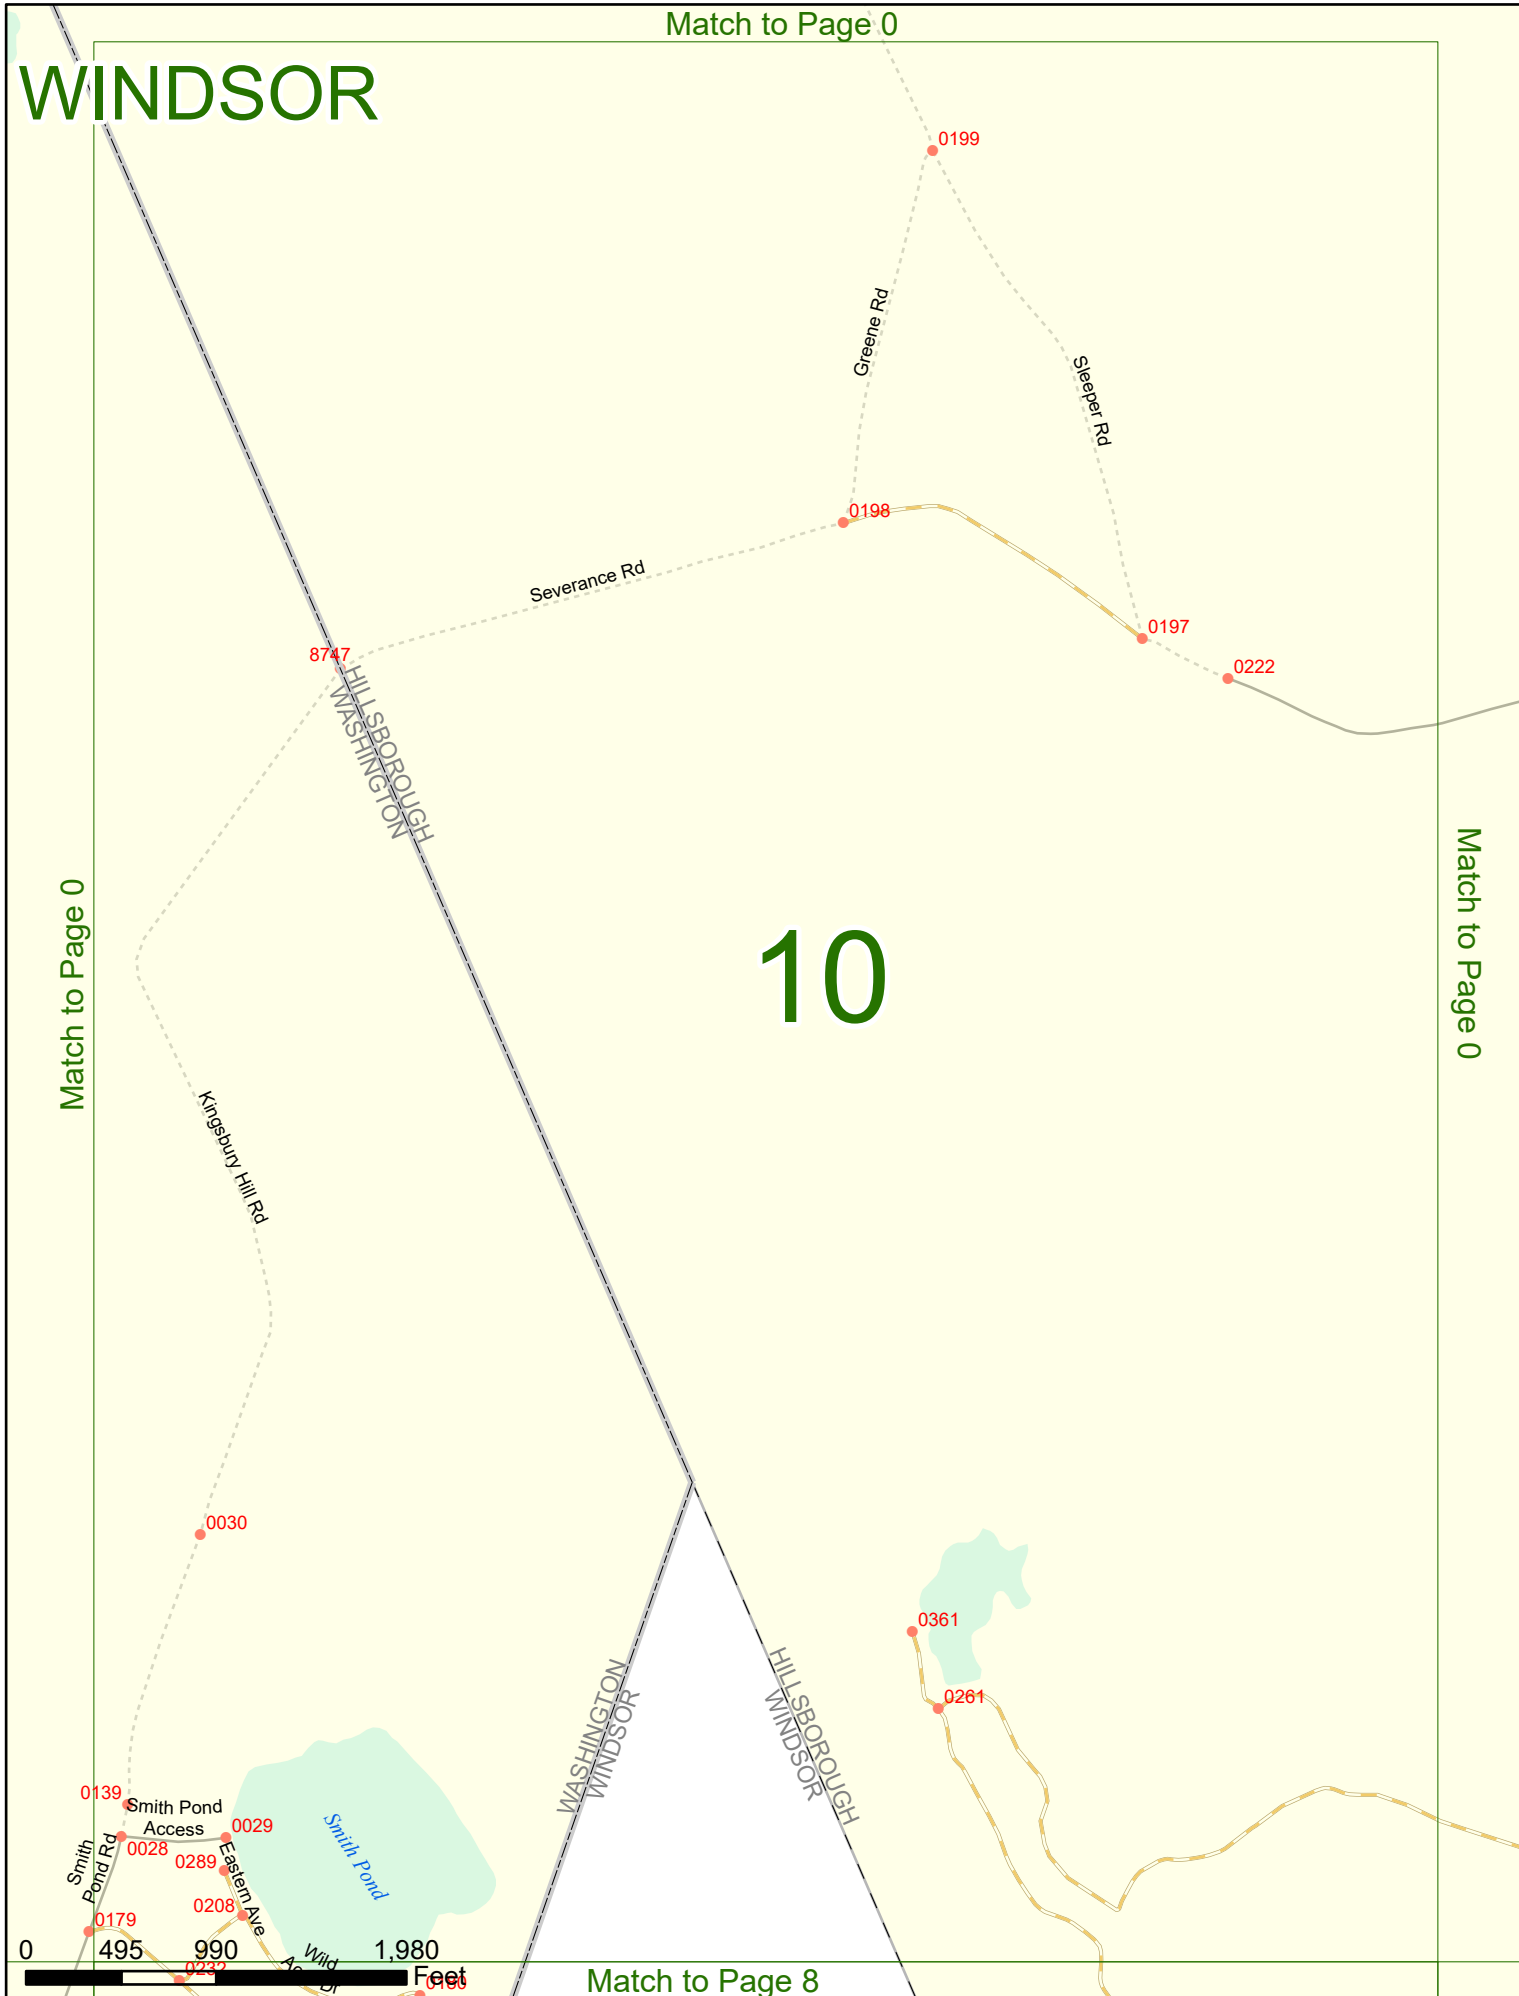 Match to Page 0
WINDSOR
0199
Greene Rd
Sleeper Rd
0198
Severance Rd
0197
8747
0222
HILLSBOROUGH
WASHINGTON
Match to Page 0
10
Match to Page 0
Kingsbury Hill Rd
0030
0361
WASHINGTON
WINDSOR
HILLSBOROUGH
WINDSOR
0261
0139
Smith Pond
Access
0029
0028
Smith
Pond Rd
0289
Eastern Ave
Smith Pond
0208
0179
0 495 990 1,980
Feet
Wild
0232
Match to Page 8